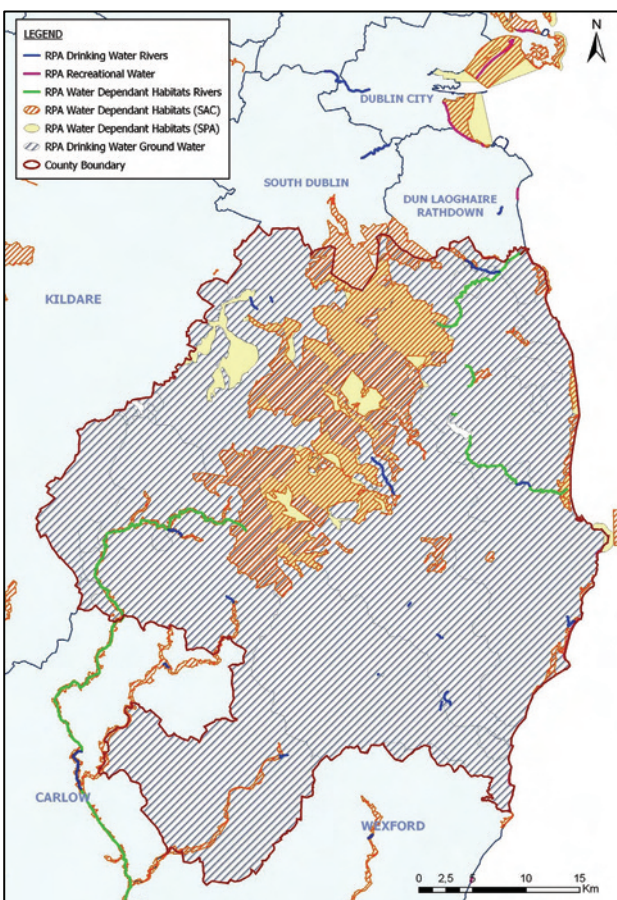 LEGEND
RPA Drinking Water Rivers
RPA Recreational Water
RPA Water Dependant Habitats Rivers
RPA Water Dependant Habitats (SAC)
RPA Water Dependant Habitats (SPA)
RPA Drinking Water Ground Water
County Boundary
N
DUBLIN CITY
SOUTH DUBLIN
DUN LAOGHAIRE
RATHDOWN
KILDARE
CARLOW
WEXFORD
0 2,5 5 10 15
Km